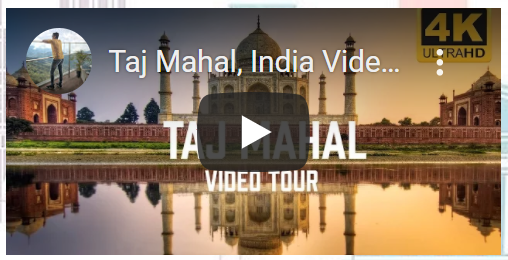 4K
ULTRAHD
Taj Mahal, India Vide...
TAJ MAHAL
VIDEO TOUR